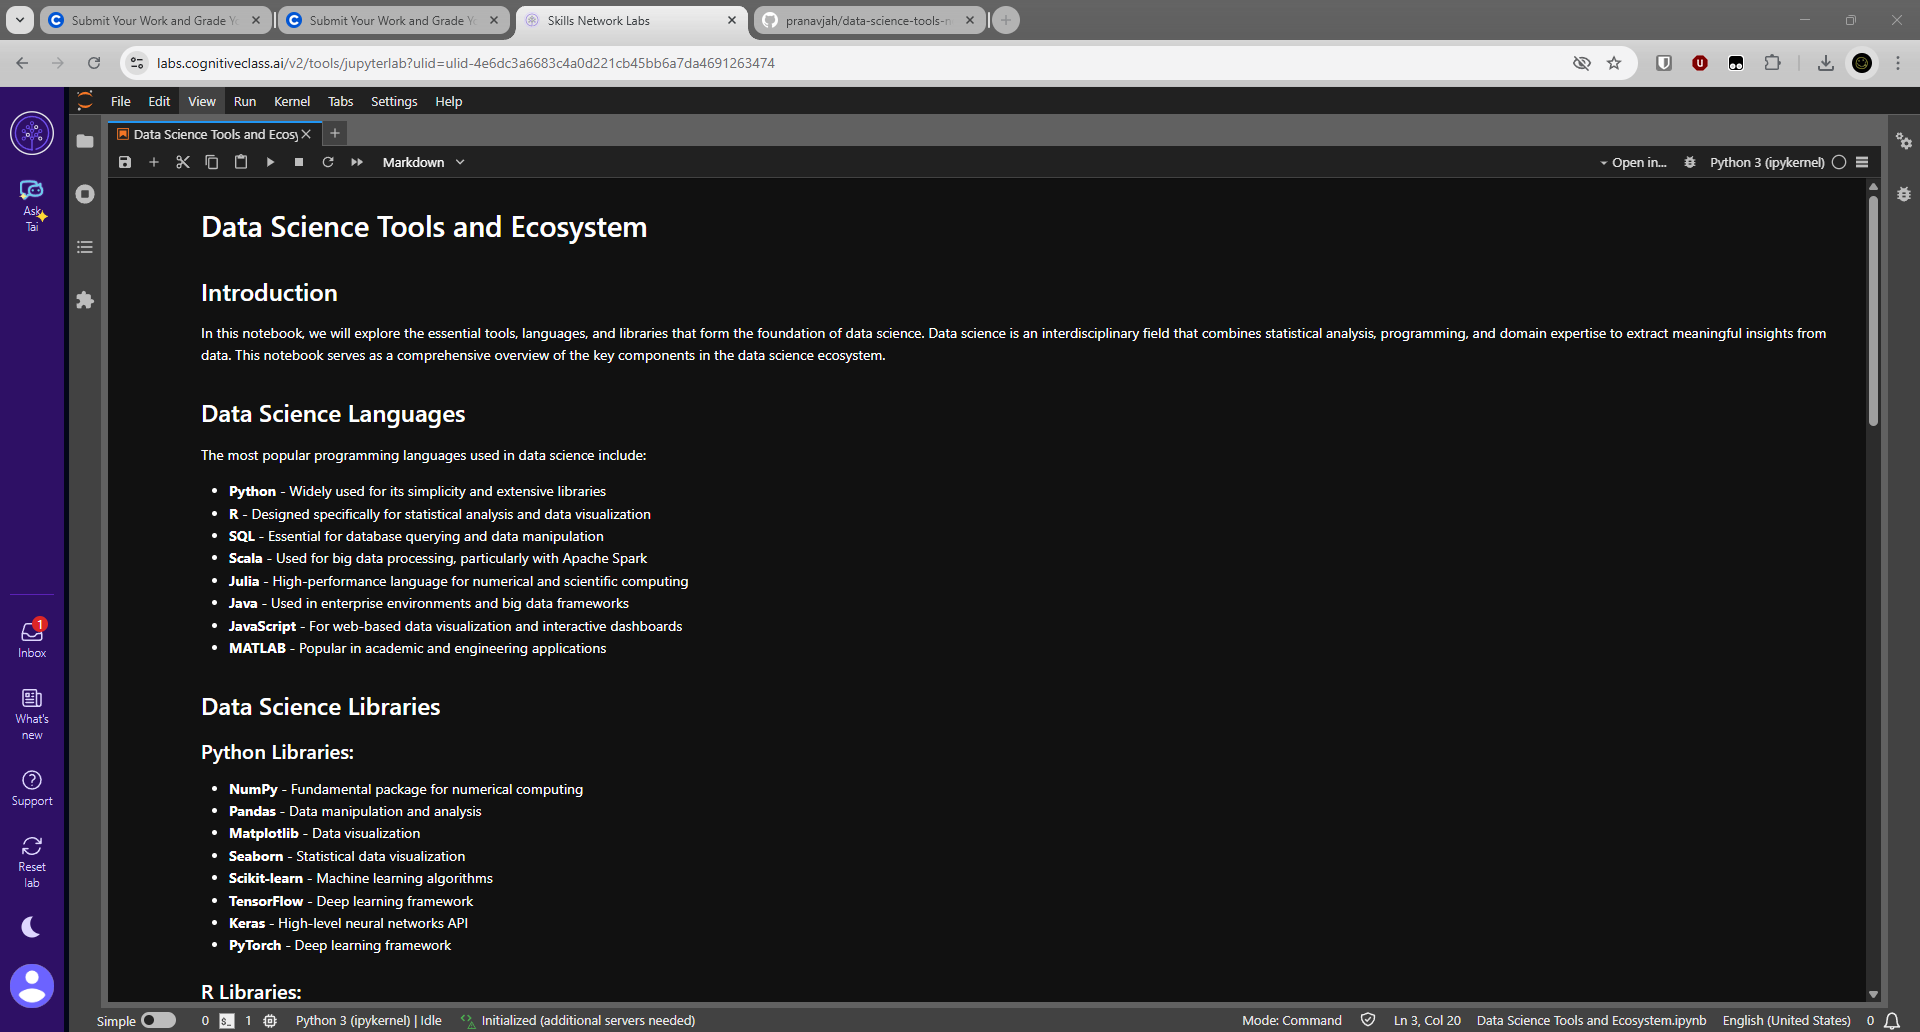 Submit Your Work and Grade Yo
Submit Your Work and Grade Yo
Skills Network Labs
pranavjah/data-science-tools-n
labs.cognitiveclass.ai/v2/tools/jupyterlab?ulid=ulid-4e6dc3a6683c4a0d221cb45bb6a7da4691263474
File Edit View Run Kernel Tabs Settings Help
Data Science Tools and Ecosy
Markdown
Open in...
Python 3 (ipykernel)
Ask
Tai
1
Inbox
What's
new
Support
Reset
lab
Data Science Tools and Ecosystem
Introduction
In this notebook, we will explore the essential tools, languages, and libraries that form the foundation of data science. Data science is an interdisciplinary field that combines statistical analysis, programming, and domain expertise to extract meaningful insights from
data. This notebook serves as a comprehensive overview of the key components in the data science ecosystem.
Data Science Languages
The most popular programming languages used in data science include:
• Python - Widely used for its simplicity and extensive libraries
• R - Designed specifically for statistical analysis and data visualization
• SQL - Essential for database querying and data manipulation
• Scala - Used for big data processing, particularly with Apache Spark
• Julia - High-performance language for numerical and scientific computing
• Java - Used in enterprise environments and big data frameworks
• JavaScript - For web-based data visualization and interactive dashboards
• MATLAB - Popular in academic and engineering applications
Data Science Libraries
Python Libraries:
• NumPy - Fundamental package for numerical computing
• Pandas - Data manipulation and analysis
• Matplotlib - Data visualization
• Seaborn - Statistical data visualization
• Scikit-learn - Machine learning algorithms
• TensorFlow - Deep learning framework
• Keras - High-level neural networks API
• PyTorch - Deep learning framework
R Libraries:
Simple 0 1 Python 3 (ipykernel) | Idle Initialized (additional servers needed)
Mode: Command Ln 3, Col 20 Data Science Tools and Ecosystem.ipynb English (United States) 0